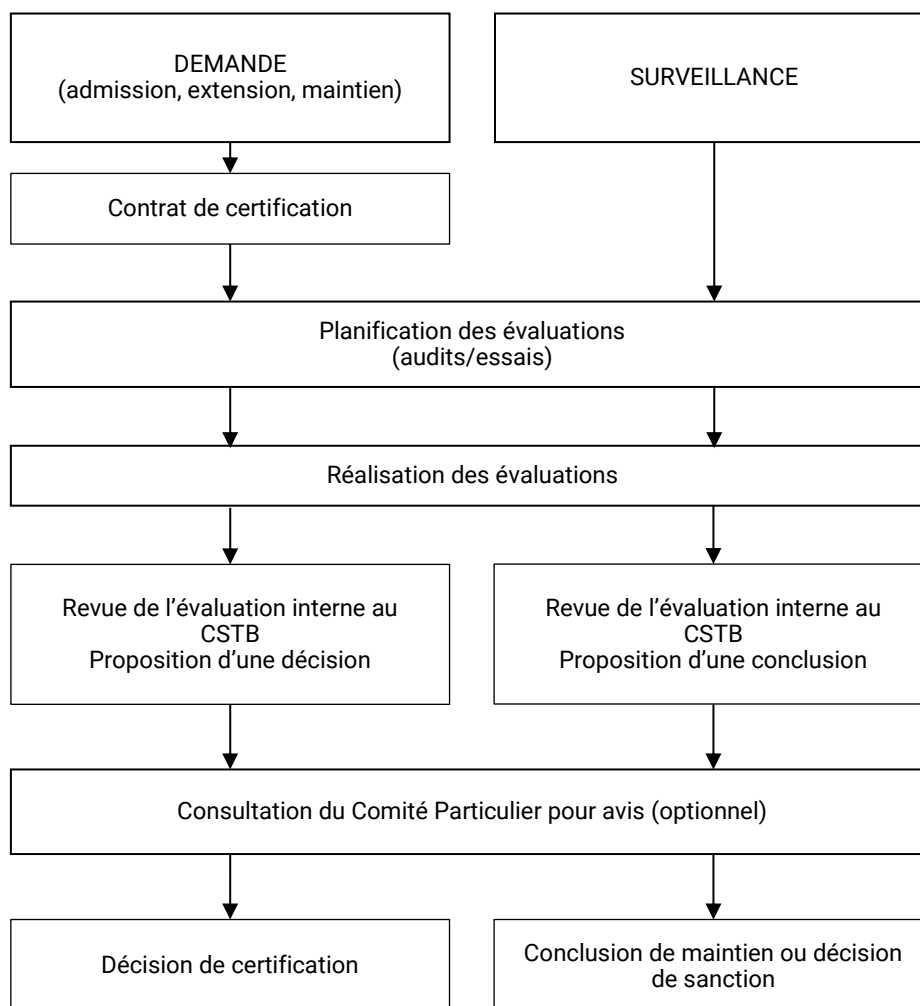 DEMANDE
(admission, extension, maintien)
SURVEILLANCE
Contrat de certification
Planification des évaluations
(audits/essais)
Réalisation des évaluations
Revue de l’évaluation interne au
CSTB
Proposition d’une décision
Revue de l’évaluation interne au
CSTB
Proposition d’une conclusion
Consultation du Comité Particulier pour avis (optionnel)
Décision de certification
Conclusion de maintien ou décision
de sanction